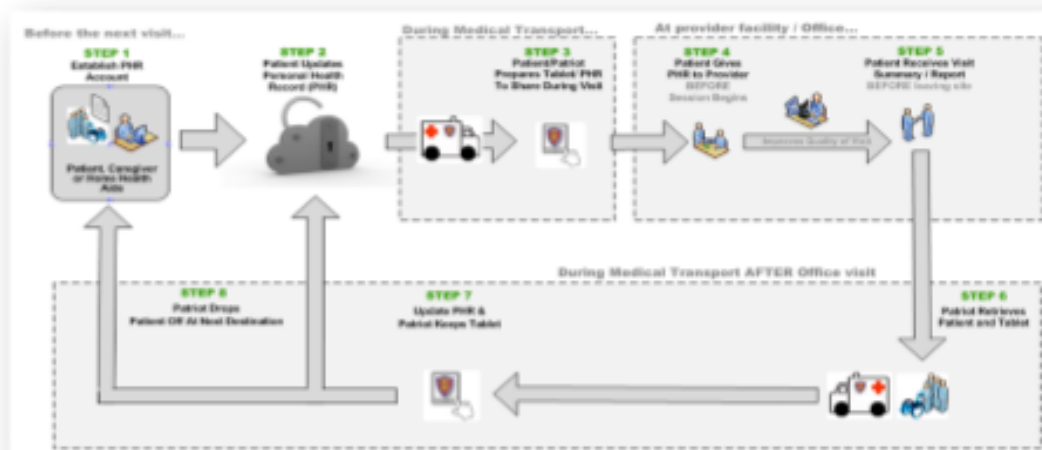 Before the next visit...
STEP 1
Establish PHR
Account
Patient, Caregiver
or Home Health
Aide
STEP 2
Patient Updates
Personal Health
Record (PHR)
During Medical Transport...
STEP 3
Patient/Patriot
Prepares Tablet/ PHR
To Share During Visit
At provider facility / Office...
STEP 4
Patient Gives
PHR to Provider
BEFORE
Session Begins
Improves Quality of Visit
STEP 5
Patient Receives Visit
Summary / Report
BEFORE leaving site
During Medical Transport AFTER Office visit
STEP 6
Patriot Retrieves
Patient and Tablet
STEP 7
Update PHR &
Patriot Keeps Tablet
STEP 8
Patriot Drops
Patient Off At Next Destination